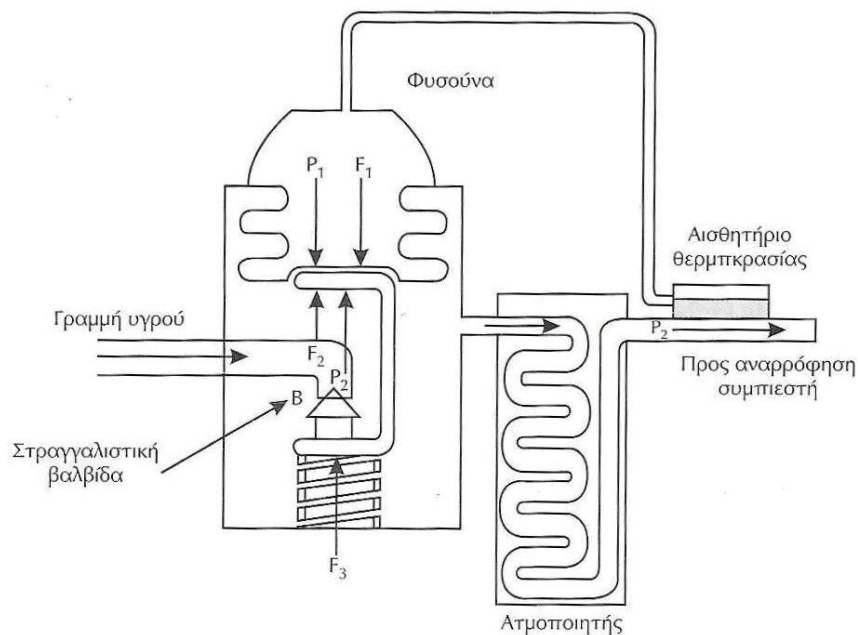 Φυσούνα
P1 F1
Αισθητήριο
θερμπκρασίας
Γραμμή υγρού
P2
F2
P2
Προς αναρρόφηση
συμπιεστή
B
Στραγγαλιστική
βαλβίδα
F3
Ατμοποιητής